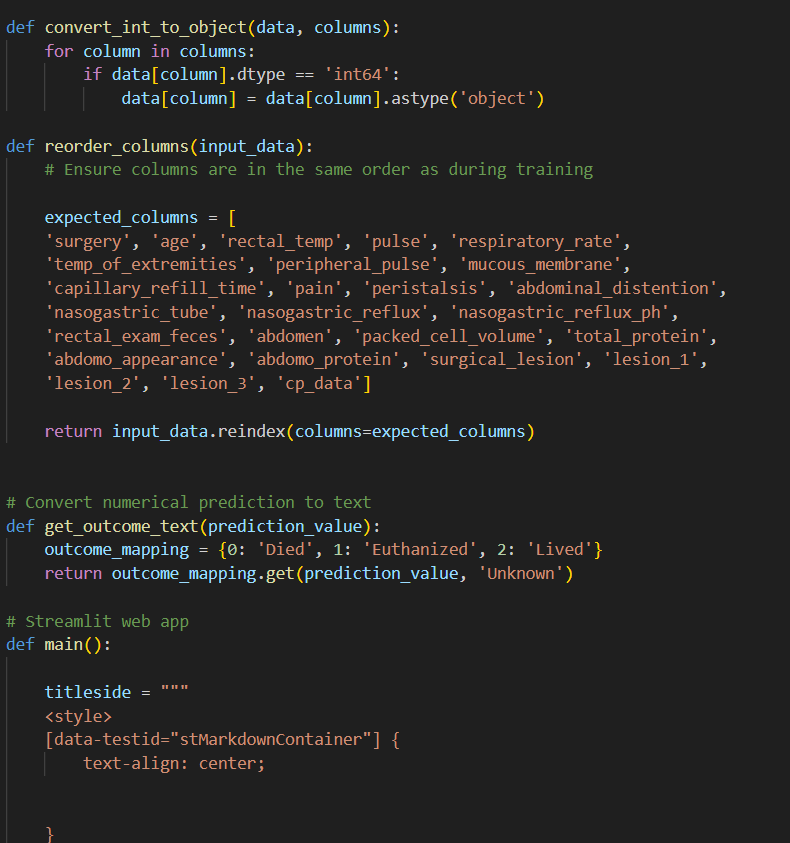 def convert_int_to_object(data, columns):
    for column in columns:
        if data[column].dtype == 'int64':
            data[column] = data[column].astype('object')
def reorder_columns(input_data):
    # Ensure columns are in the same order as during training
    expected_columns = [
    'surgery', 'age', 'rectal_temp', 'pulse', 'respiratory_rate',
    'temp_of_extremities', 'peripheral_pulse', 'mucous_membrane',
    'capillary_refill_time', 'pain', 'peristalsis', 'abdominal_distention',
    'nasogastric_tube', 'nasogastric_reflux', 'nasogastric_reflux_ph',
    'rectal_exam_feces', 'abdomen', 'packed_cell_volume', 'total_protein',
    'abdomo_appearance', 'abdomo_protein', 'surgical_lesion', 'lesion_1',
    'lesion_2', 'lesion_3', 'cp_data']
    return input_data.reindex(columns=expected_columns)
# Convert numerical prediction to text
def get_outcome_text(prediction_value):
    outcome_mapping = {0: 'Died', 1: 'Euthanized', 2: 'Lived'}
    return outcome_mapping.get(prediction_value, 'Unknown')
# Streamlit web app
def main():
    titleside = """
    <style>
    [data-testid="stMarkdownContainer"] {
        text-align: center;
    }